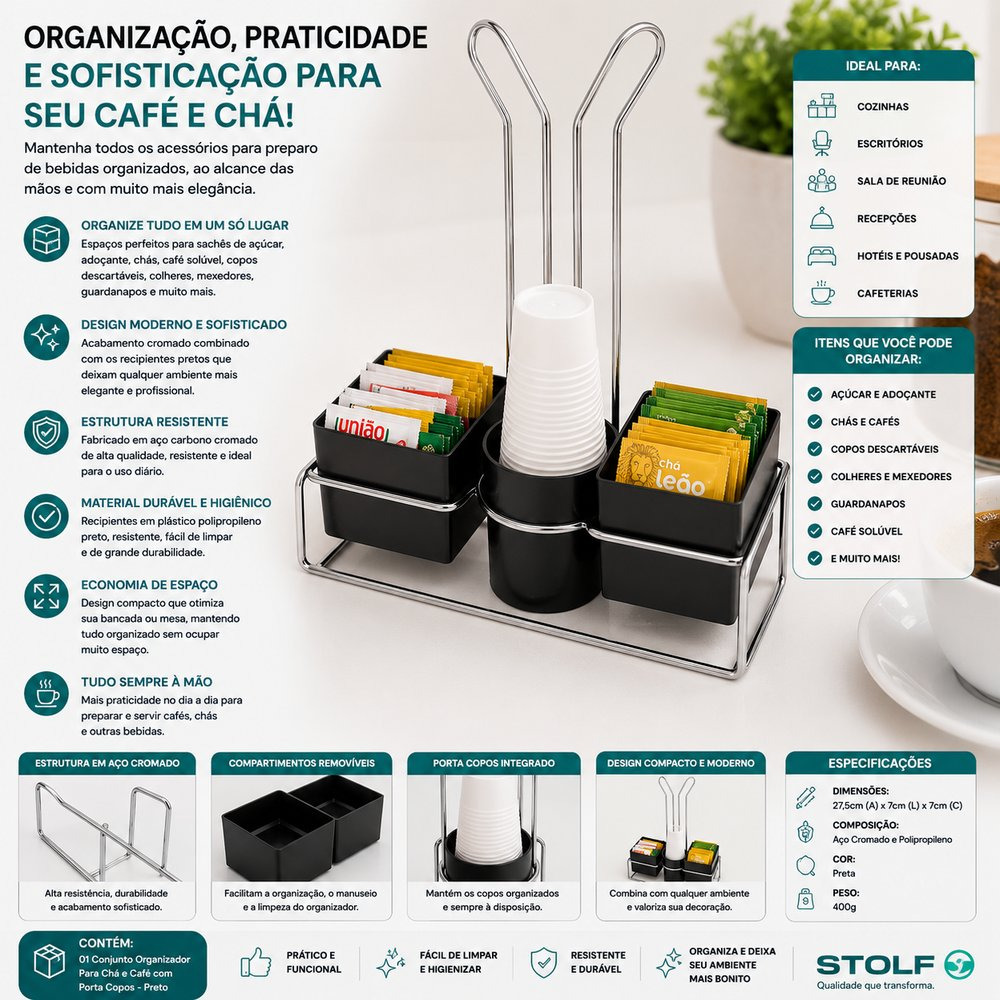 ORGANIZAÇÃO, PRATICIDADE
E SOFISTICAÇÃO PARA
SEU CAFÉ E CHÁ!
Mantenha todos os acessórios para preparo
de bebidas organizados, ao alcance das
mãos e com muito mais elegância.
ORGANIZE TUDO EM UM SÓ LUGAR
Espaços perfeitos para sachês de açúcar,
adoçante, chás, café solúvel, copos
descartáveis, colheres, mexedores,
guardanapos e muito mais.
DESIGN MODERNO E SOFISTICADO
Acabamento cromado combinado
com os recipientes pretos que
deixam qualquer ambiente mais
elegante e profissional.
ESTRUTURA RESISTENTE
Fabricado em aço carbono cromado
de alta qualidade, resistente e ideal
para o uso diário.
MATERIAL DURÁVEL E HIGIÊNICO
Recipientes em plástico polipropileno
preto, resistente, fácil de limpar
e de grande durabilidade.
ECONOMIA DE ESPAÇO
Design compacto que otimiza
sua bancada ou mesa, mantendo
tudo organizado sem ocupar
muito espaço.
TUDO SEMPRE À MÃO
Mais praticidade no dia a dia para
preparar e servir cafés, chás
e outras bebidas.
união
chá
leão
IDEAL PARA:
COZINHAS
ESCRITÓRIOS
SALA DE REUNIÃO
RECEPÇÕES
HOTÉIS E POUSADAS
CAFETERIAS
ITENS QUE VOCÊ PODE
ORGANIZAR:
AÇÚCAR E ADOÇANTE
CHÁS E CAFÉS
COPOS DESCARTÁVEIS
COLHERES E MEXEDORES
GUARDANAPOS
CAFÉ SOLÚVEL
E MUITO MAIS!
ESTRUTURA EM AÇO CROMADO
Alta resistência, durabilidade
e acabamento sofisticado.
COMPARTIMENTOS REMOVÍVEIS
Facilitam a organização, o manuseio
e a limpeza do organizador.
PORTA COPOS INTEGRADO
Mantém os copos organizados
e sempre à disposição.
DESIGN COMPACTO E MODERNO
Combina com qualquer ambiente
e valoriza sua decoração.
ESPECIFICAÇÕES
DIMENSÕES:
27,5cm (A) x 7cm (L) x 7cm (C)
COMPOSIÇÃO:
Aço Cromado e Polipropileno
COR:
Preta
PESO:
400g
CONTÉM:
01 Conjunto Organizador
Para Chá e Café com
Porta Copos - Preto
PRÁTICO E
FUNCIONAL
FÁCIL DE LIMPAR
E HIGIENIZAR
RESISTENTE
E DURÁVEL
ORGANIZA E DEIXA
SEU AMBIENTE
MAIS BONITO
STOLF
Qualidade que transforma.